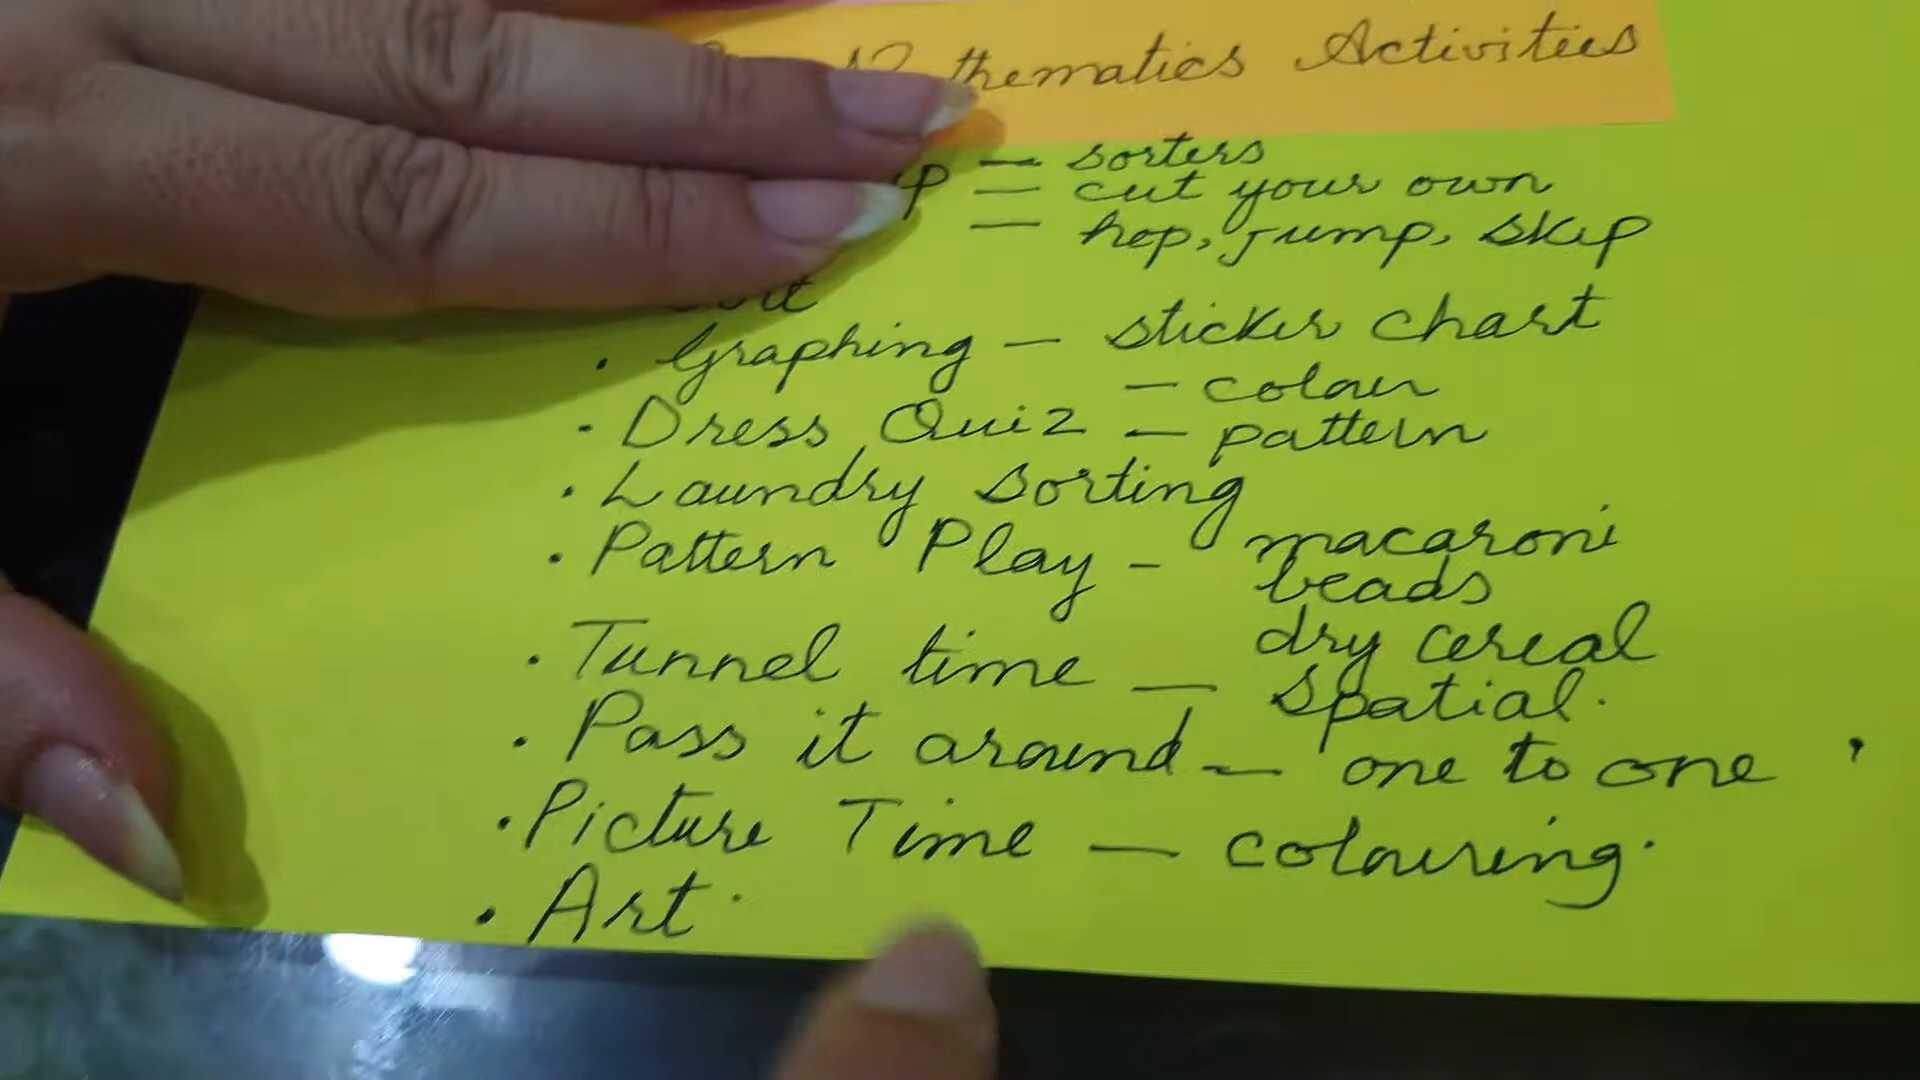 thematics Activities
— sorters
— cut your own
— hop, jump, skip
· Graphing — sticker chart
— colour
· Dress Quiz — pattern
· Laundry sorting
· Pattern Play - macaroni
beads
dry cereal
· Tunnel time — spatial.
· Pass it around — one to one
· Picture Time — colouring.
· Art.